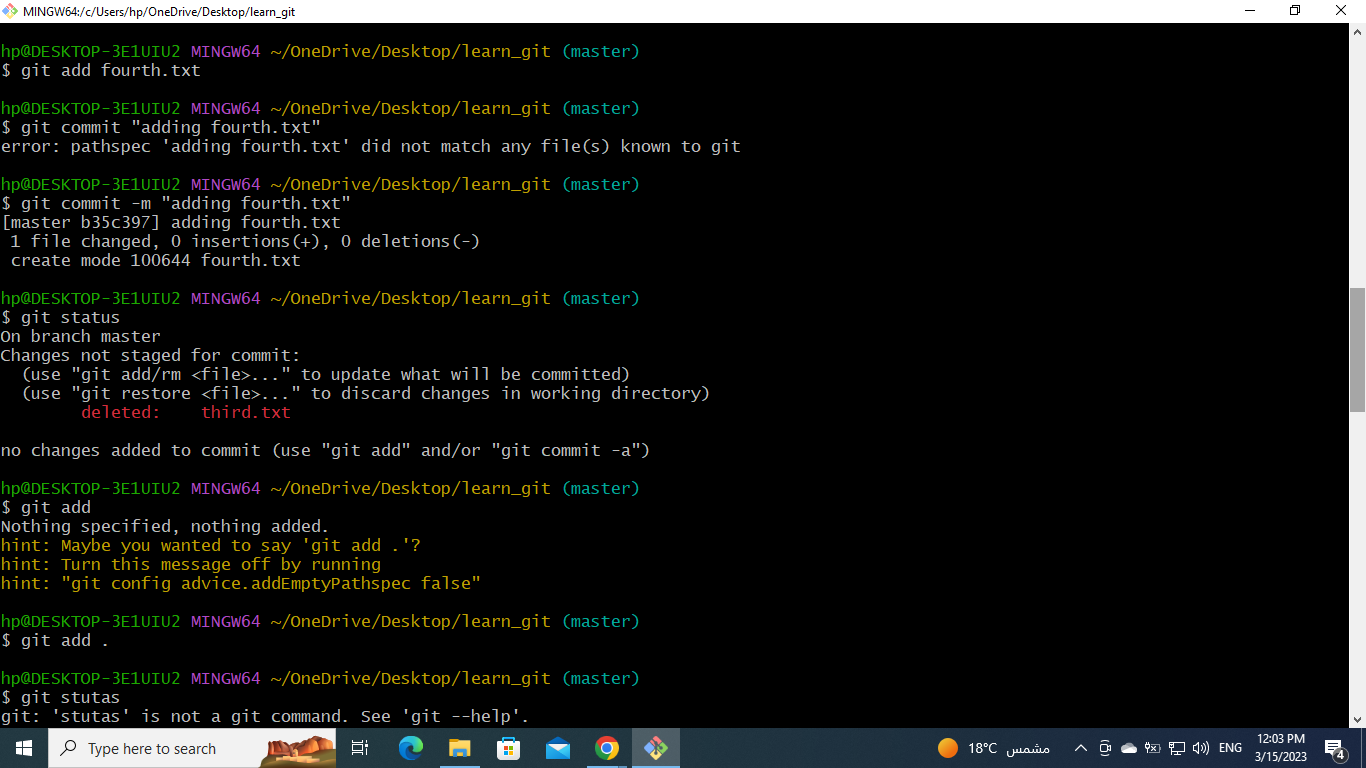 MINGW64:/c/Users/hp/OneDrive/Desktop/learn_git
hp@DESKTOP-3E1UIU2 MINGW64 ~/OneDrive/Desktop/learn_git (master)
$ git add fourth.txt
hp@DESKTOP-3E1UIU2 MINGW64 ~/OneDrive/Desktop/learn_git (master)
$ git commit "adding fourth.txt"
error: pathspec 'adding fourth.txt' did not match any file(s) known to git
hp@DESKTOP-3E1UIU2 MINGW64 ~/OneDrive/Desktop/learn_git (master)
$ git commit -m "adding fourth.txt"
[master b35c397] adding fourth.txt
 1 file changed, 0 insertions(+), 0 deletions(-)
 create mode 100644 fourth.txt
hp@DESKTOP-3E1UIU2 MINGW64 ~/OneDrive/Desktop/learn_git (master)
$ git status
On branch master
Changes not staged for commit:
  (use "git add/rm <file>..." to update what will be committed)
  (use "git restore <file>..." to discard changes in working directory)
        deleted:    third.txt
no changes added to commit (use "git add" and/or "git commit -a")
hp@DESKTOP-3E1UIU2 MINGW64 ~/OneDrive/Desktop/learn_git (master)
$ git add
Nothing specified, nothing added.
hint: Maybe you wanted to say 'git add .'?
hint: Turn this message off by running
hint: "git config advice.addEmptyPathspec false"
hp@DESKTOP-3E1UIU2 MINGW64 ~/OneDrive/Desktop/learn_git (master)
$ git add .
hp@DESKTOP-3E1UIU2 MINGW64 ~/OneDrive/Desktop/learn_git (master)
$ git stutas
git: 'stutas' is not a git command. See 'git --help'.
Type here to search
18°C مشمس
ENG
12:03 PM
3/15/2023
4